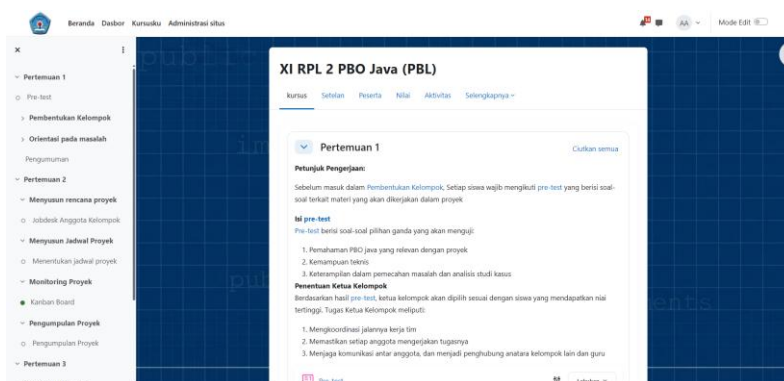 Beranda Dasbor Kursusku Administrasi situs
AA Mode Edit
Pertemuan 1
Pre-test
Pembentukan Kelompok
Orientasi pada masalah
Pengumuman
Pertemuan 2
Menyusun rencana proyek
Jobdesk Anggota Kelompok
Menyusun Jadwal Proyek
Menentukan jadwal proyek
Monitoring Proyek
Kanban Board
Pengumpulan Proyek
Pengumpulan Proyek
Pertemuan 3
XI RPL 2 PBO Java (PBL)
kursus Setelan Peserta Nilai Aktivitas Selengkapnya
Pertemuan 1 Ciutkan semua
Petunjuk Pengerjaan:
Sebelum masuk dalam Pembentukan Kelompok, Setiap siswa wajib mengikuti pre-test yang berisi soal-
soal terkait materi yang akan dikerjakan dalam proyek
Isi pre-test
Pre-test berisi soal-soal pilihan ganda yang akan menguji:
1. Pemahaman PBO java yang relevan dengan proyek
2. Kemampuan teknis
3. Keterampilan dalam pemecahan masalah dan analisis studi kasus
Penentuan Ketua Kelompok
Berdasarkan hasil pre-test, ketua kelompok akan dipilih sesuai dengan siswa yang mendapatkan niai
tertinggi. Tugas Ketua Kelompok meliputi:
1. Mengkoordinasi jalannya kerja tim
2. Memastikan setiap anggota mengerjakan tugasnya
3. Menjaga komunikasi antar anggota, dan menjadi penghubung anatara kelompok lain dan guru
Pre-test